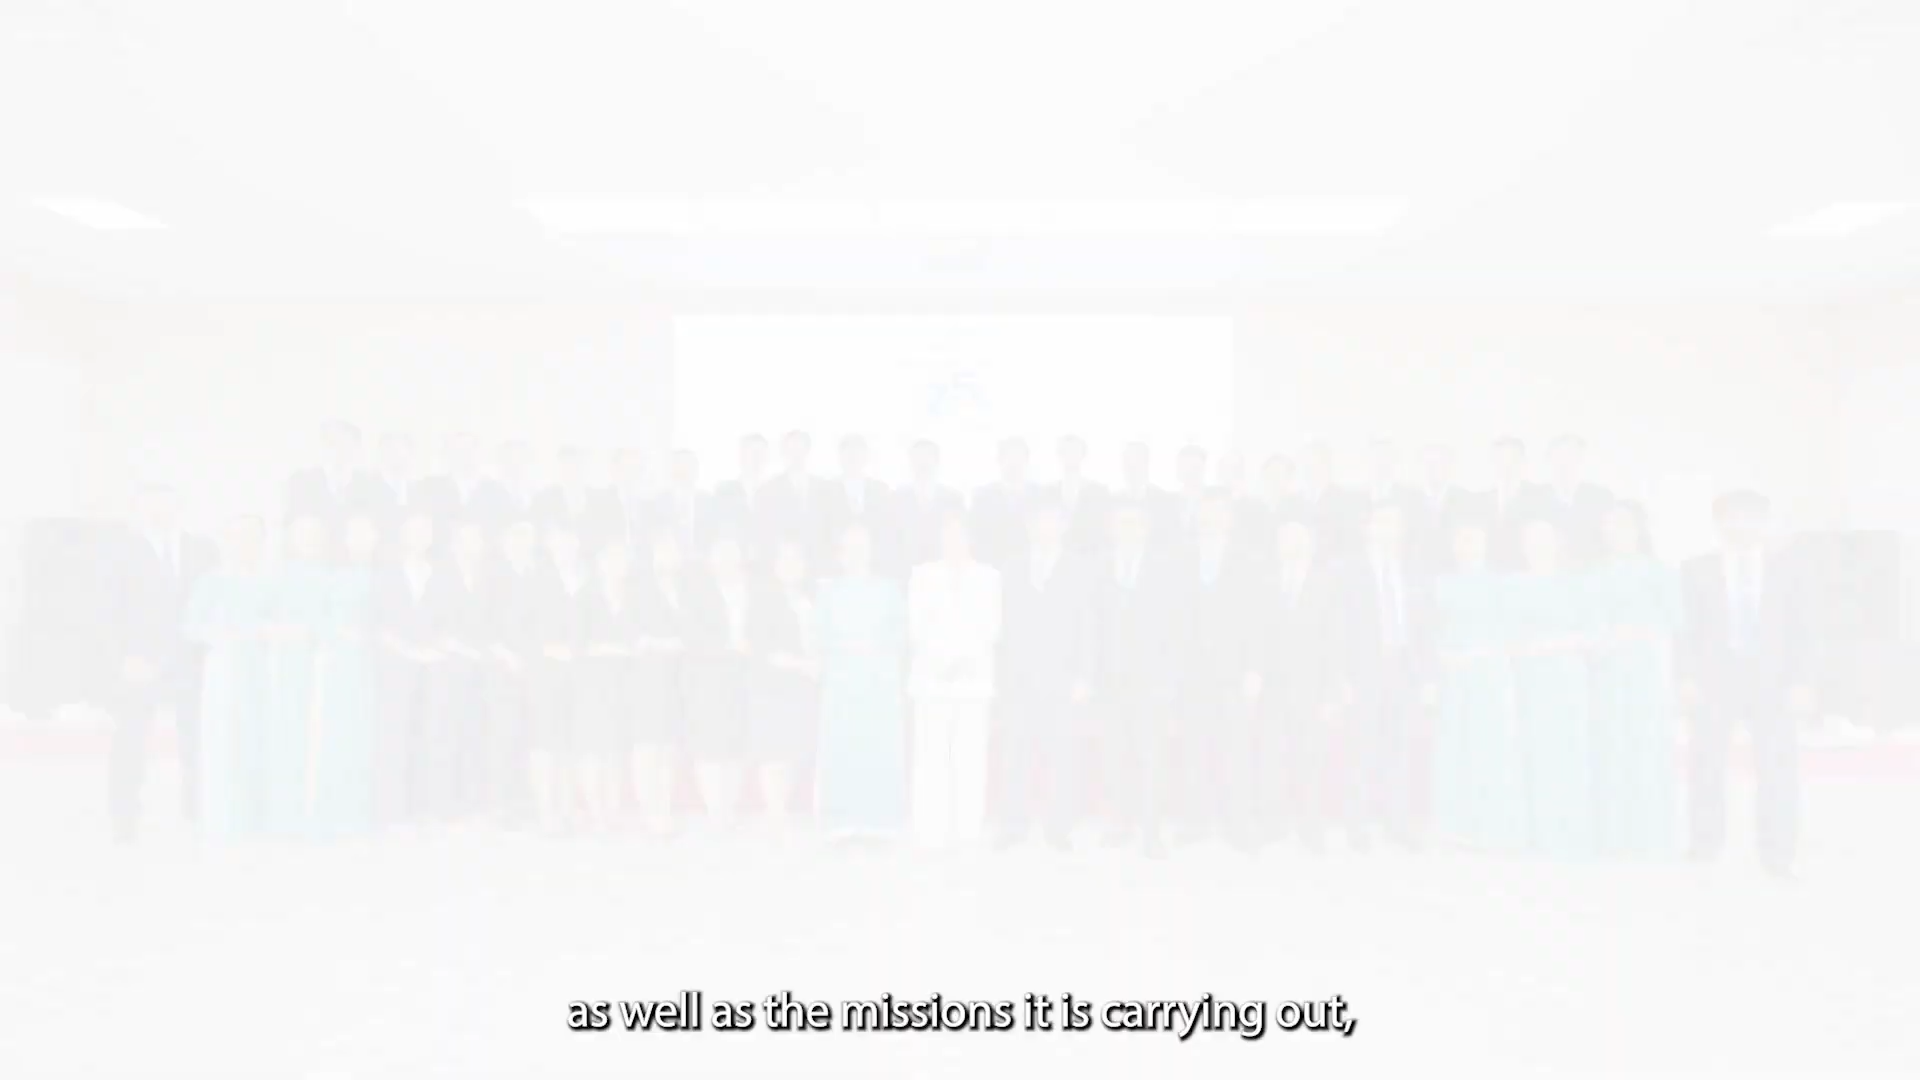 as well as the missions it is carrying out,